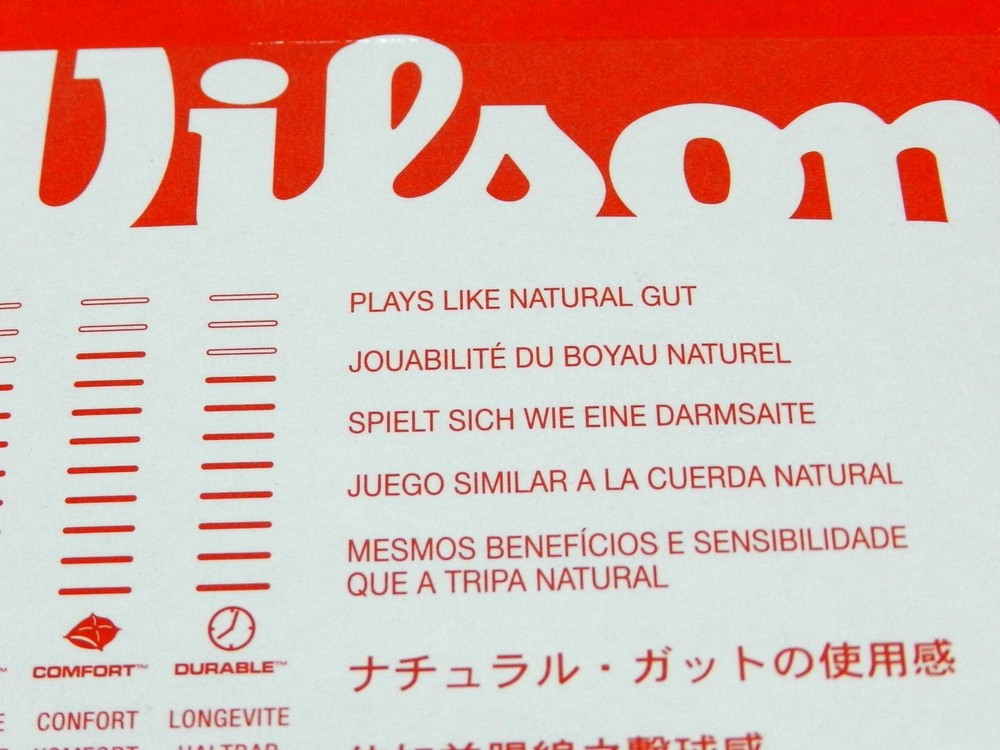 Wilson
PLAYS LIKE NATURAL GUT
JOUABILITÉ DU BOYAU NATUREL
SPIELT SICH WIE EINE DARMSAITE
JUEGO SIMILAR A LA CUERDA NATURAL
MESMOS BENEFÍCIOS E SENSIBILIDADE
QUE A TRIPA NATURAL
ナチュラル・ガットの使用感
COMFORT™ DURABLE™
CONFORT LONGEVITE